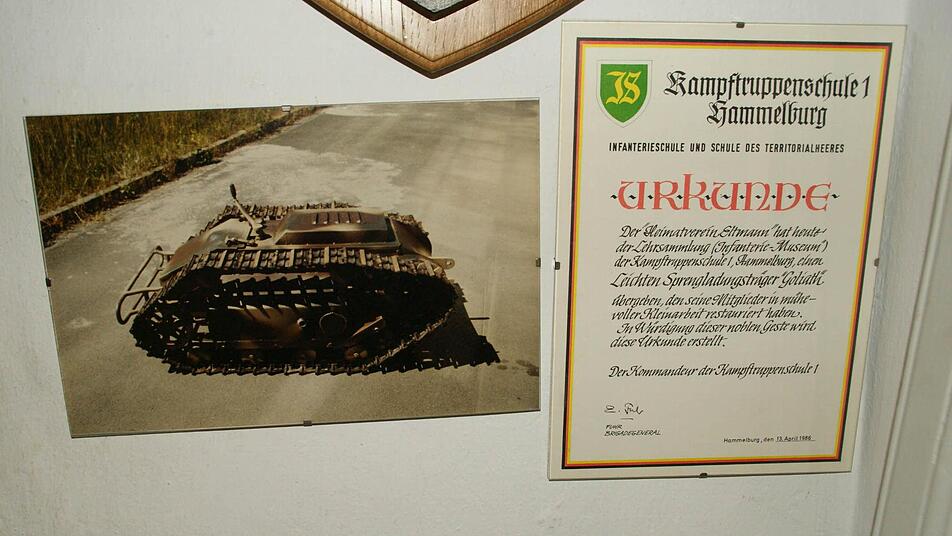 JS
Kampftruppenschule 1
Hammelburg
INFANTERIESCHULE UND SCHULE DES TERRITORIALHEERES
URKUNDE
Der "Heimatverein Eltmann" hat heute
der Lehrsammlung (Infanterie-Museum)
der Kampftruppenschule 1, Hammelburg, einen
Leichten Sprengladungsträger "Goliath"
übergeben, den seine Mitglieder in mühe-
voller Kleinarbeit restauriert haben.
In Würdigung dieser noblen Geste wird
diese Urkunde erstellt.
Der Kommandeur der Kampftruppenschule 1
FUHR
BRIGADEGENERAL
Hammelburg, den 13. April 1986